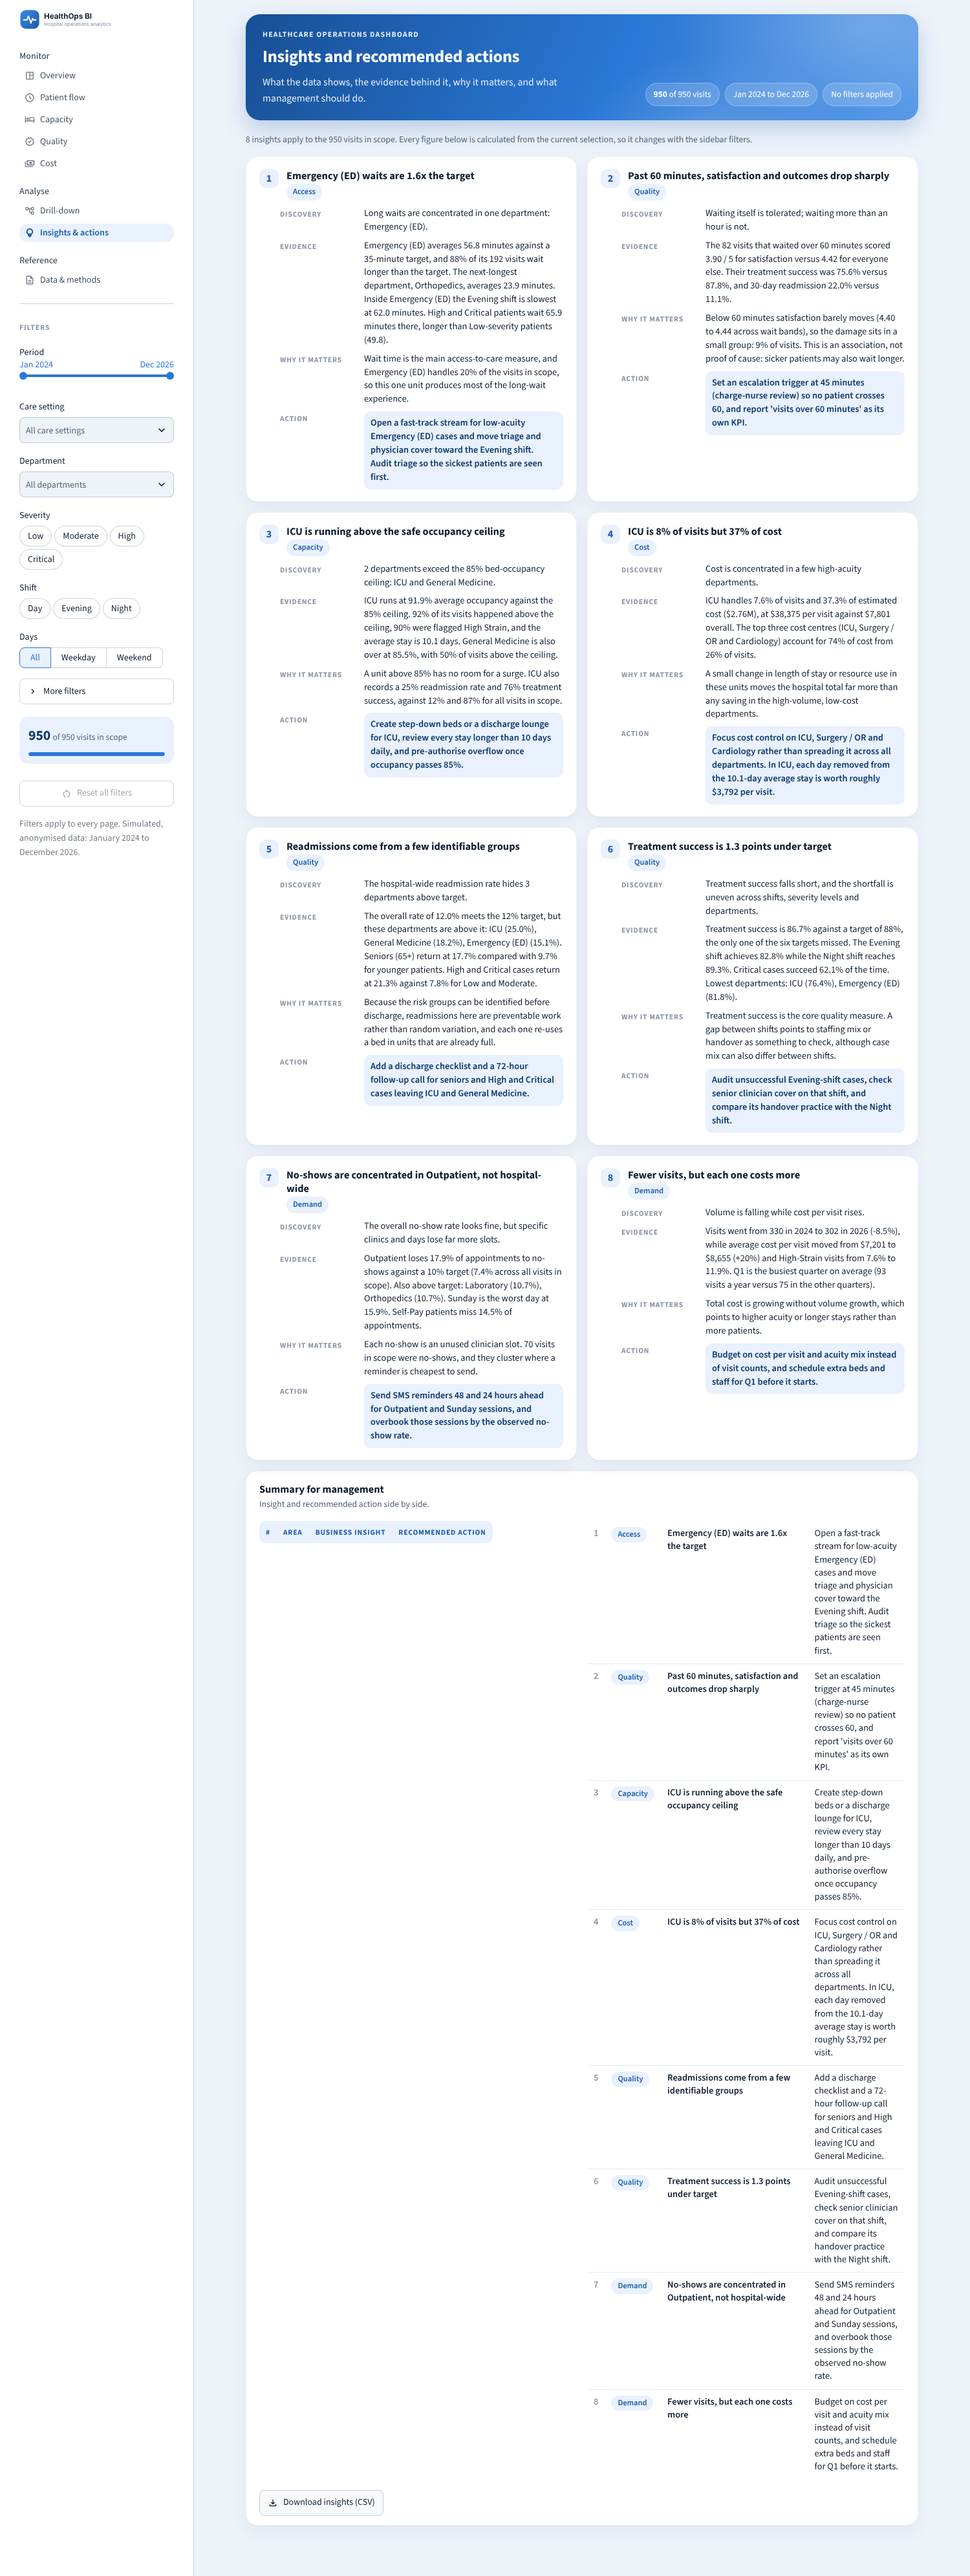 HealthOps BI
Hospital operations analytics
Monitor
Overview
Patient flow
Capacity
Quality
Cost
Analyse
Drill-down
Insights & actions
Reference
Data & methods
FILTERS
Period
Jan 2024 Dec 2026
Care setting
All care settings
Department
All departments
Severity
Low Moderate High
Critical
Shift
Day Evening Night
Days
All Weekday Weekend
More filters
950 of 950 visits in scope
Reset all filters
Filters apply to every page. Simulated,
anonymised data: January 2024 to
December 2026.
HEALTHCARE OPERATIONS DASHBOARD
Insights and recommended actions
What the data shows, the evidence behind it, why it matters, and what
management should do.
950 of 950 visits Jan 2024 to Dec 2026 No filters applied
8 insights apply to the 950 visits in scope. Every figure below is calculated from the current selection, so it changes with the sidebar filters.
1 Emergency (ED) waits are 1.6x the target
Access
DISCOVERY Long waits are concentrated in one department:
Emergency (ED).
EVIDENCE Emergency (ED) averages 56.8 minutes against a
35-minute target, and 88% of its 192 visits wait
longer than the target. The next-longest
department, Orthopedics, averages 23.9 minutes.
Inside Emergency (ED) the Evening shift is slowest
at 62.0 minutes. High and Critical patients wait 65.9
minutes there, longer than Low-severity patients
(49.8).
WHY IT MATTERS Wait time is the main access-to-care measure, and
Emergency (ED) handles 20% of the visits in scope,
so this one unit produces most of the long-wait
experience.
ACTION Open a fast-track stream for low-acuity
Emergency (ED) cases and move triage and
physician cover toward the Evening shift.
Audit triage so the sickest patients are seen
first.
2 Past 60 minutes, satisfaction and outcomes drop sharply
Quality
DISCOVERY Waiting itself is tolerated; waiting more than an
hour is not.
EVIDENCE The 82 visits that waited over 60 minutes scored
3.90 / 5 for satisfaction versus 4.42 for everyone
else. Their treatment success was 75.6% versus
87.8%, and 30-day readmission 22.0% versus
11.1%.
WHY IT MATTERS Below 60 minutes satisfaction barely moves (4.40
to 4.44 across wait bands), so the damage sits in a
small group: 9% of visits. This is an association, not
proof of cause: sicker patients may also wait longer.
ACTION Set an escalation trigger at 45 minutes
(charge-nurse review) so no patient crosses
60, and report 'visits over 60 minutes' as its
own KPI.
3 ICU is running above the safe occupancy ceiling
Capacity
DISCOVERY 2 departments exceed the 85% bed-occupancy
ceiling: ICU and General Medicine.
EVIDENCE ICU runs at 91.9% average occupancy against the
85% ceiling. 92% of its visits happened above the
ceiling, 90% were flagged High Strain, and the
average stay is 10.1 days. General Medicine is also
over at 85.5%, with 50% of visits above the ceiling.
WHY IT MATTERS A unit above 85% has no room for a surge. ICU also
records a 25% readmission rate and 76% treatment
success, against 12% and 87% for all visits in scope.
ACTION Create step-down beds or a discharge lounge
for ICU, review every stay longer than 10 days
daily, and pre-authorise overflow once
occupancy passes 85%.
4 ICU is 8% of visits but 37% of cost
Cost
DISCOVERY Cost is concentrated in a few high-acuity
departments.
EVIDENCE ICU handles 7.6% of visits and 37.3% of estimated
cost ($2.76M), at $38,375 per visit against $7,801
overall. The top three cost centres (ICU, Surgery /
OR and Cardiology) account for 74% of cost from
26% of visits.
WHY IT MATTERS A small change in length of stay or resource use in
these units moves the hospital total far more than
any saving in the high-volume, low-cost
departments.
ACTION Focus cost control on ICU, Surgery / OR and
Cardiology rather than spreading it across all
departments. In ICU, each day removed from
the 10.1-day average stay is worth roughly
$3,792 per visit.
5 Readmissions come from a few identifiable groups
Quality
DISCOVERY The hospital-wide readmission rate hides 3
departments above target.
EVIDENCE The overall rate of 12.0% meets the 12% target, but
these departments are above it: ICU (25.0%),
General Medicine (18.2%), Emergency (ED) (15.1%).
Seniors (65+) return at 17.7% compared with 9.7%
for younger patients. High and Critical cases return
at 21.3% against 7.8% for Low and Moderate.
WHY IT MATTERS Because the risk groups can be identified before
discharge, readmissions here are preventable work
rather than random variation, and each one re-uses
a bed in units that are already full.
ACTION Add a discharge checklist and a 72-hour
follow-up call for seniors and High and Critical
cases leaving ICU and General Medicine.
6 Treatment success is 1.3 points under target
Quality
DISCOVERY Treatment success falls short, and the shortfall is
uneven across shifts, severity levels and
departments.
EVIDENCE Treatment success is 86.7% against a target of 88%,
the only one of the six targets missed. The Evening
shift achieves 82.8% while the Night shift reaches
89.3%. Critical cases succeed 62.1% of the time.
Lowest departments: ICU (76.4%), Emergency (ED)
(81.8%).
WHY IT MATTERS Treatment success is the core quality measure. A
gap between shifts points to staffing mix or
handover as something to check, although case
mix can also differ between shifts.
ACTION Audit unsuccessful Evening-shift cases, check
senior clinician cover on that shift, and
compare its handover practice with the Night
shift.
7 No-shows are concentrated in Outpatient, not hospital-
wide
Demand
DISCOVERY The overall no-show rate looks fine, but specific
clinics and days lose far more slots.
EVIDENCE Outpatient loses 17.9% of appointments to no-
shows against a 10% target (7.4% across all visits in
scope). Also above target: Laboratory (10.7%),
Orthopedics (10.7%). Sunday is the worst day at
15.9%. Self-Pay patients miss 14.5% of
appointments.
WHY IT MATTERS Each no-show is an unused clinician slot. 70 visits
in scope were no-shows, and they cluster where a
reminder is cheapest to send.
ACTION Send SMS reminders 48 and 24 hours ahead
for Outpatient and Sunday sessions, and
overbook those sessions by the observed no-
show rate.
8 Fewer visits, but each one costs more
Demand
DISCOVERY Volume is falling while cost per visit rises.
EVIDENCE Visits went from 330 in 2024 to 302 in 2026 (-8.5%),
while average cost per visit moved from $7,201 to
$8,655 (+20%) and High-Strain visits from 7.6% to
11.9%. Q1 is the busiest quarter on average (93
visits a year versus 75 in the other quarters).
WHY IT MATTERS Total cost is growing without volume growth, which
points to higher acuity or longer stays rather than
more patients.
ACTION Budget on cost per visit and acuity mix instead
of visit counts, and schedule extra beds and
staff for Q1 before it starts.
Summary for management
Insight and recommended action side by side.
# AREA BUSINESS INSIGHT RECOMMENDED ACTION
1 Access Emergency (ED) waits are 1.6x
the target
Open a fast-track
stream for low-acuity
Emergency (ED)
cases and move
triage and physician
cover toward the
Evening shift. Audit
triage so the sickest
patients are seen
first.
2 Quality Past 60 minutes, satisfaction and
outcomes drop sharply
Set an escalation
trigger at 45 minutes
(charge-nurse
review) so no patient
crosses 60, and
report 'visits over 60
minutes' as its own
KPI.
3 Capacity ICU is running above the safe
occupancy ceiling
Create step-down
beds or a discharge
lounge for ICU,
review every stay
longer than 10 days
daily, and pre-
authorise overflow
once occupancy
passes 85%.
4 Cost ICU is 8% of visits but 37% of cost
Focus cost control on
ICU, Surgery / OR and
Cardiology rather
than spreading it
across all
departments. In ICU,
each day removed
from the 10.1-day
average stay is worth
roughly $3,792 per
visit.
5 Quality Readmissions come from a few
identifiable groups
Add a discharge
checklist and a 72-
hour follow-up call
for seniors and High
and Critical cases
leaving ICU and
General Medicine.
6 Quality Treatment success is 1.3 points
under target
Audit unsuccessful
Evening-shift cases,
check senior clinician
cover on that shift,
and compare its
handover practice
with the Night shift.
7 Demand No-shows are concentrated in
Outpatient, not hospital-wide
Send SMS reminders
48 and 24 hours
ahead for Outpatient
and Sunday sessions,
and overbook those
sessions by the
observed no-show
rate.
8 Demand Fewer visits, but each one costs
more
Budget on cost per
visit and acuity mix
instead of visit
counts, and schedule
extra beds and staff
for Q1 before it starts.
Download insights (CSV)